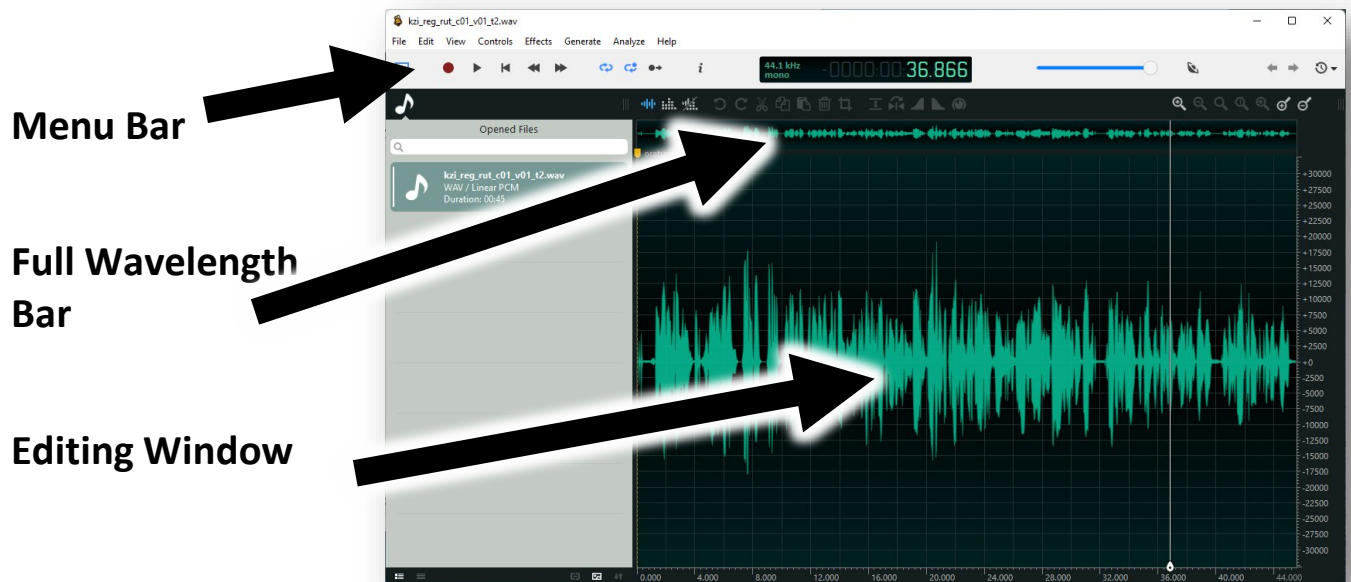 kzi_reg_rut_c01_v01_t2.wav
File Edit View Controls Effects Generate Analyze Help
44.1 kHz
mono
-0000:00:36.866
Menu Bar
Opened Files
kzi_reg_rut_c01_v01_t2.wav
WAV / Linear PCM
Duration: 00:45
Full Wavelength
Bar
Editing Window
+30000
+27500
+25000
+22500
+20000
+17500
+15000
+12500
+10000
+7500
+5000
+2500
+0
-2500
-5000
-7500
-10000
-12500
-15000
-17500
-20000
-22500
-25000
-27500
-30000
0.000 4.000 8.000 12.000 16.000 20.000 24.000 28.000 32.000 36.000 40.000 44.000